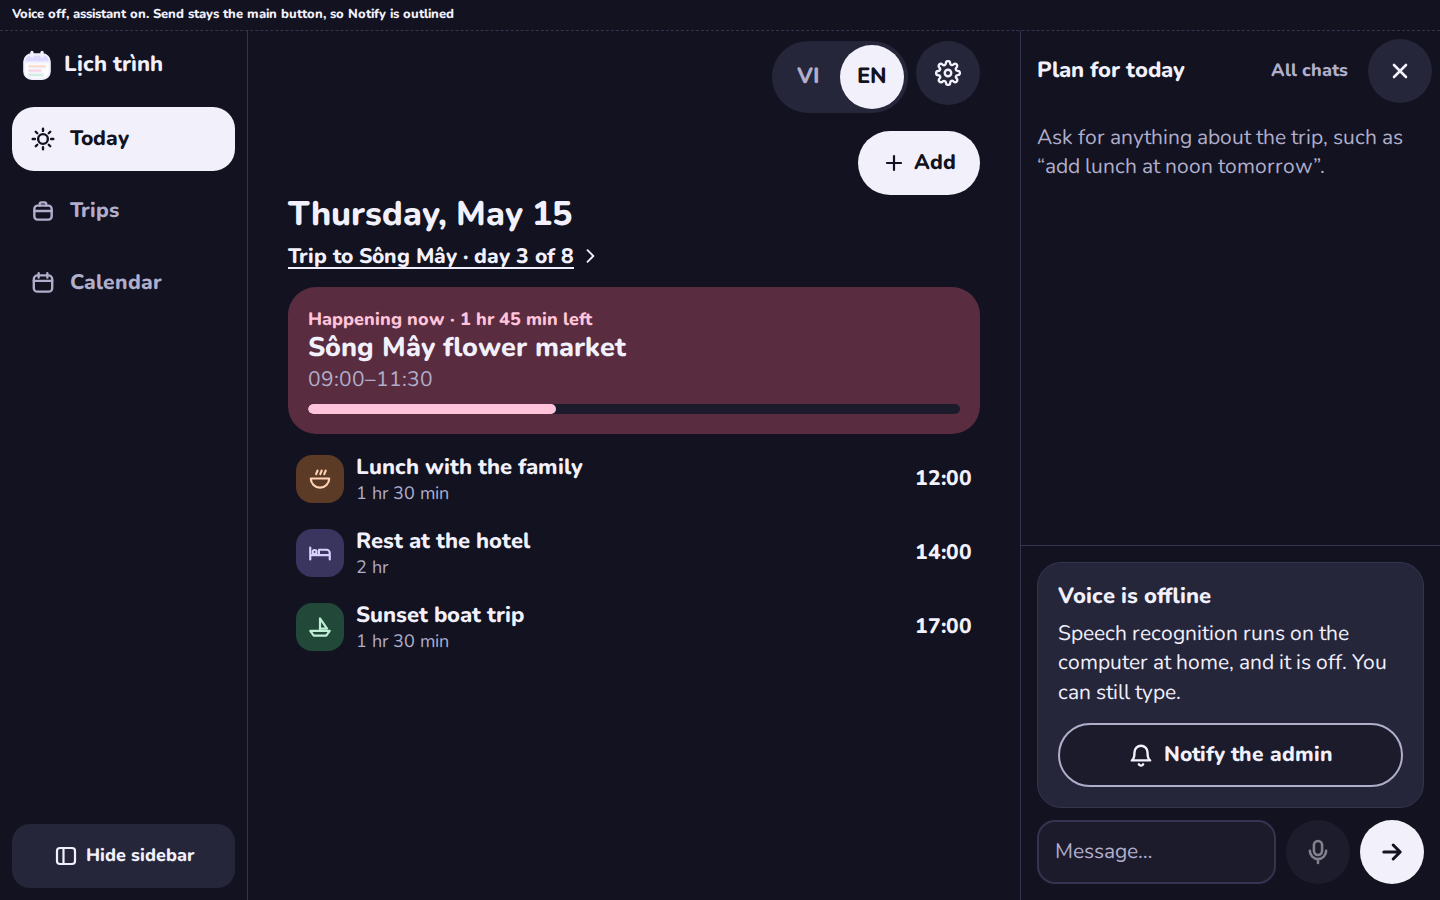 Voice off, assistant on. Send stays the main button, so Notify is outlined
Lịch trình
Today
Trips
Calendar
Hide sidebar
VI
EN
Add
Thursday, May 15
Trip to Sông Mây · day 3 of 8
Happening now · 1 hr 45 min left
Sông Mây flower market
09:00–11:30
Lunch with the family
1 hr 30 min
12:00
Rest at the hotel
2 hr
14:00
Sunset boat trip
1 hr 30 min
17:00
Plan for today
All chats
Ask for anything about the trip, such as
“add lunch at noon tomorrow”.
Voice is offline
Speech recognition runs on the
computer at home, and it is off. You
can still type.
Notify the admin
Message...